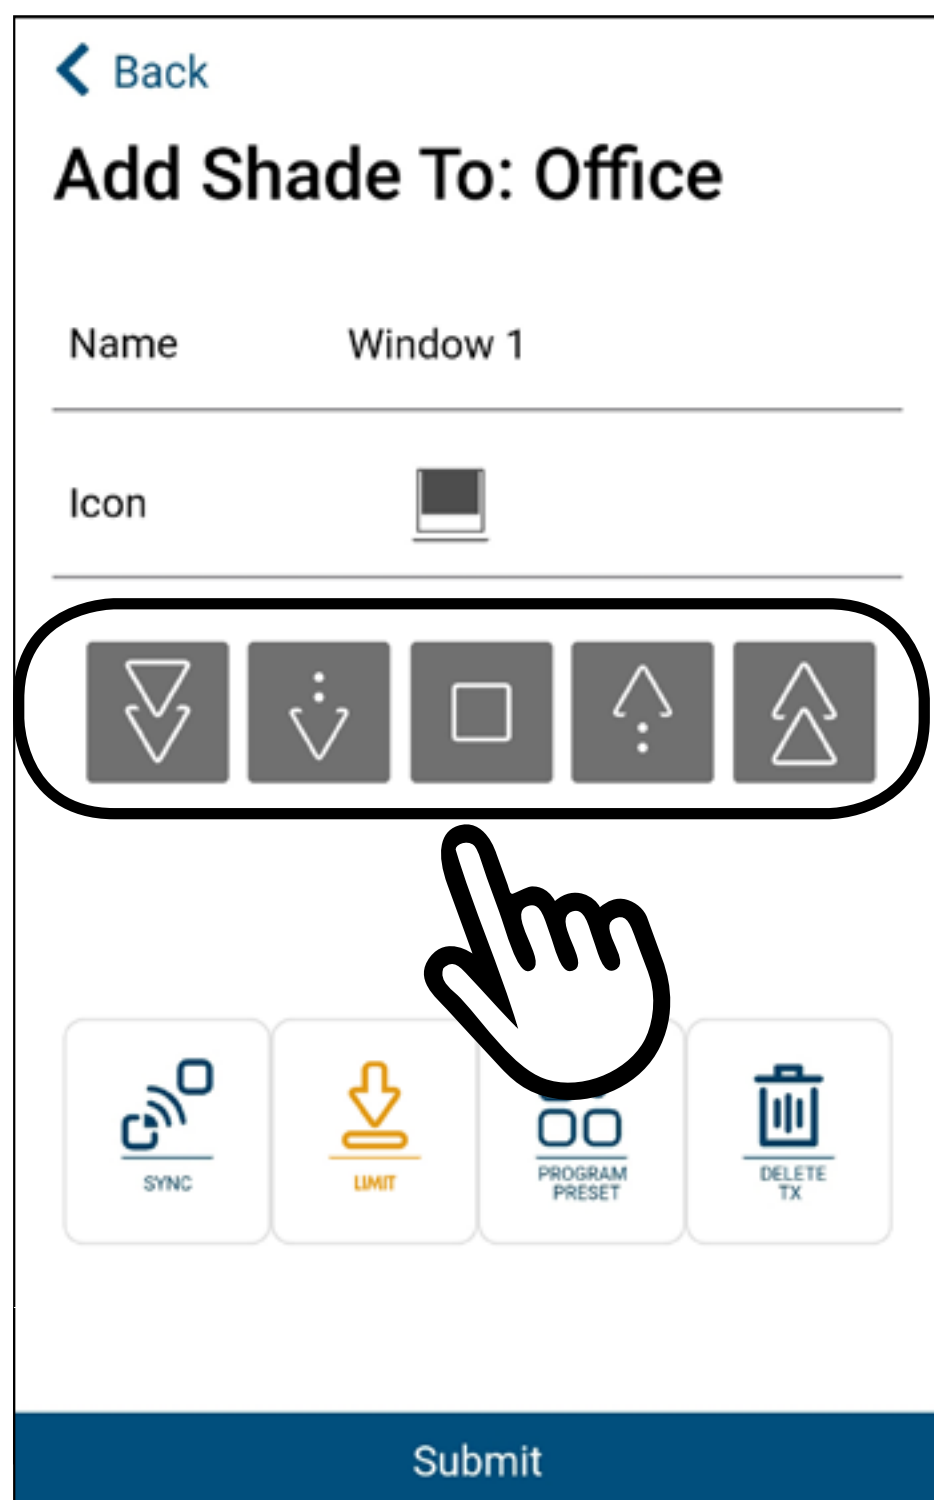 Back
Add Shade To: Office
Name Window 1
Icon
SYNC
LIMIT
PROGRAM
PRESET
DELETE
TX
Submit